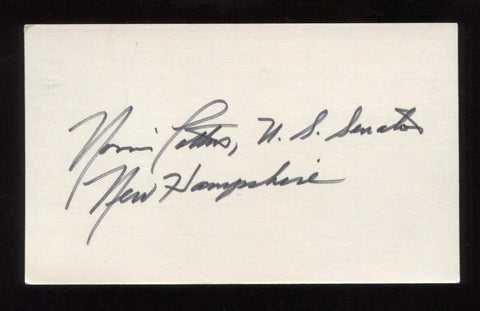 Norris Cotton, U. S. Senator
New Hampshire